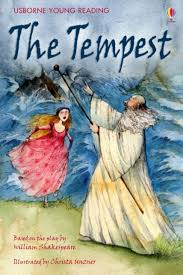 USBORNE YOUNG READING
The Tempest
Based on the play by
William Shakespeare
Illustrated by Christa Unzner